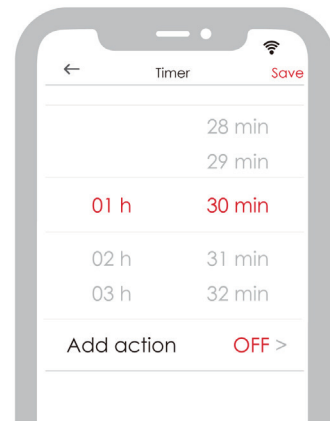 ← Timer Save
28 min
29 min
01 h 30 min
02 h 31 min
03 h 32 min
Add action OFF >